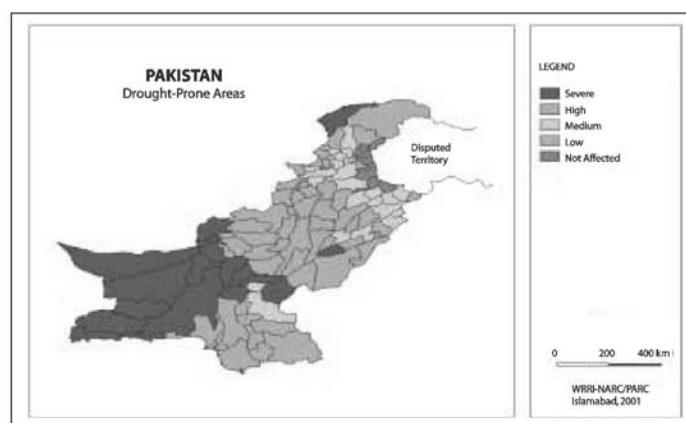 PAKISTAN
Drought-Prone Areas
Disputed
Territory
LEGEND
Severe
High
Medium
Low
Not Affected
0 200 400 km
WRRI-NARC/PARC
Islamabad, 2001